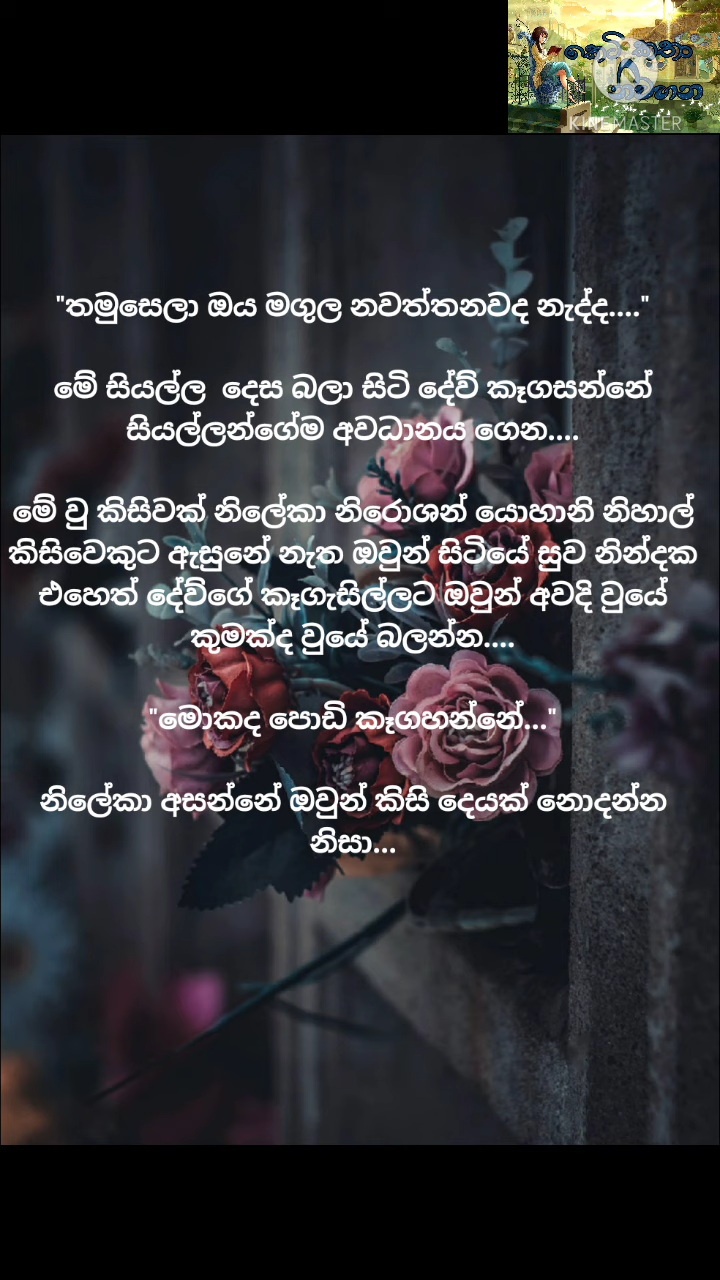 කෙටි කතා
K
KINEMASTER
"තමුසෙලා ඔය මගුල නවත්තනවද නැද්ද...."
මේ සියල්ල දෙස බලා සිටි දේව් කෑගසන්නේ
සියල්ලන්ගේම අවධානය ගෙන....
මේ වු කිසිවක් නිලේකා නිරොශන් යොහානි නිහාල්
කිසිවෙකුට ඇසුනේ නැත ඔවුන් සිටියේ සුව නින්දක
එහෙත් දේව්ගේ කෑගැසිල්ලට ඔවුන් අවදි වුයේ
කුමක්ද වුයේ බලන්න....
"මොකද පොඩි කෑගහන්නේ..."
නිලේකා අසන්නේ ඔවුන් කිසි දෙයක් නොදන්න
නිසා...